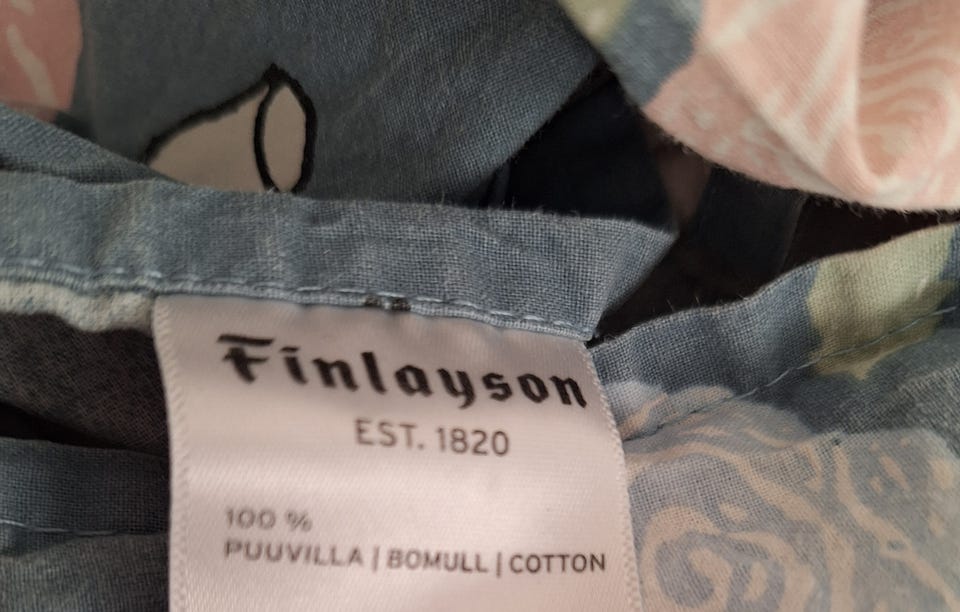 Finlayson
EST. 1820
100 %
PUUVILLA | BOMULL | COTTON